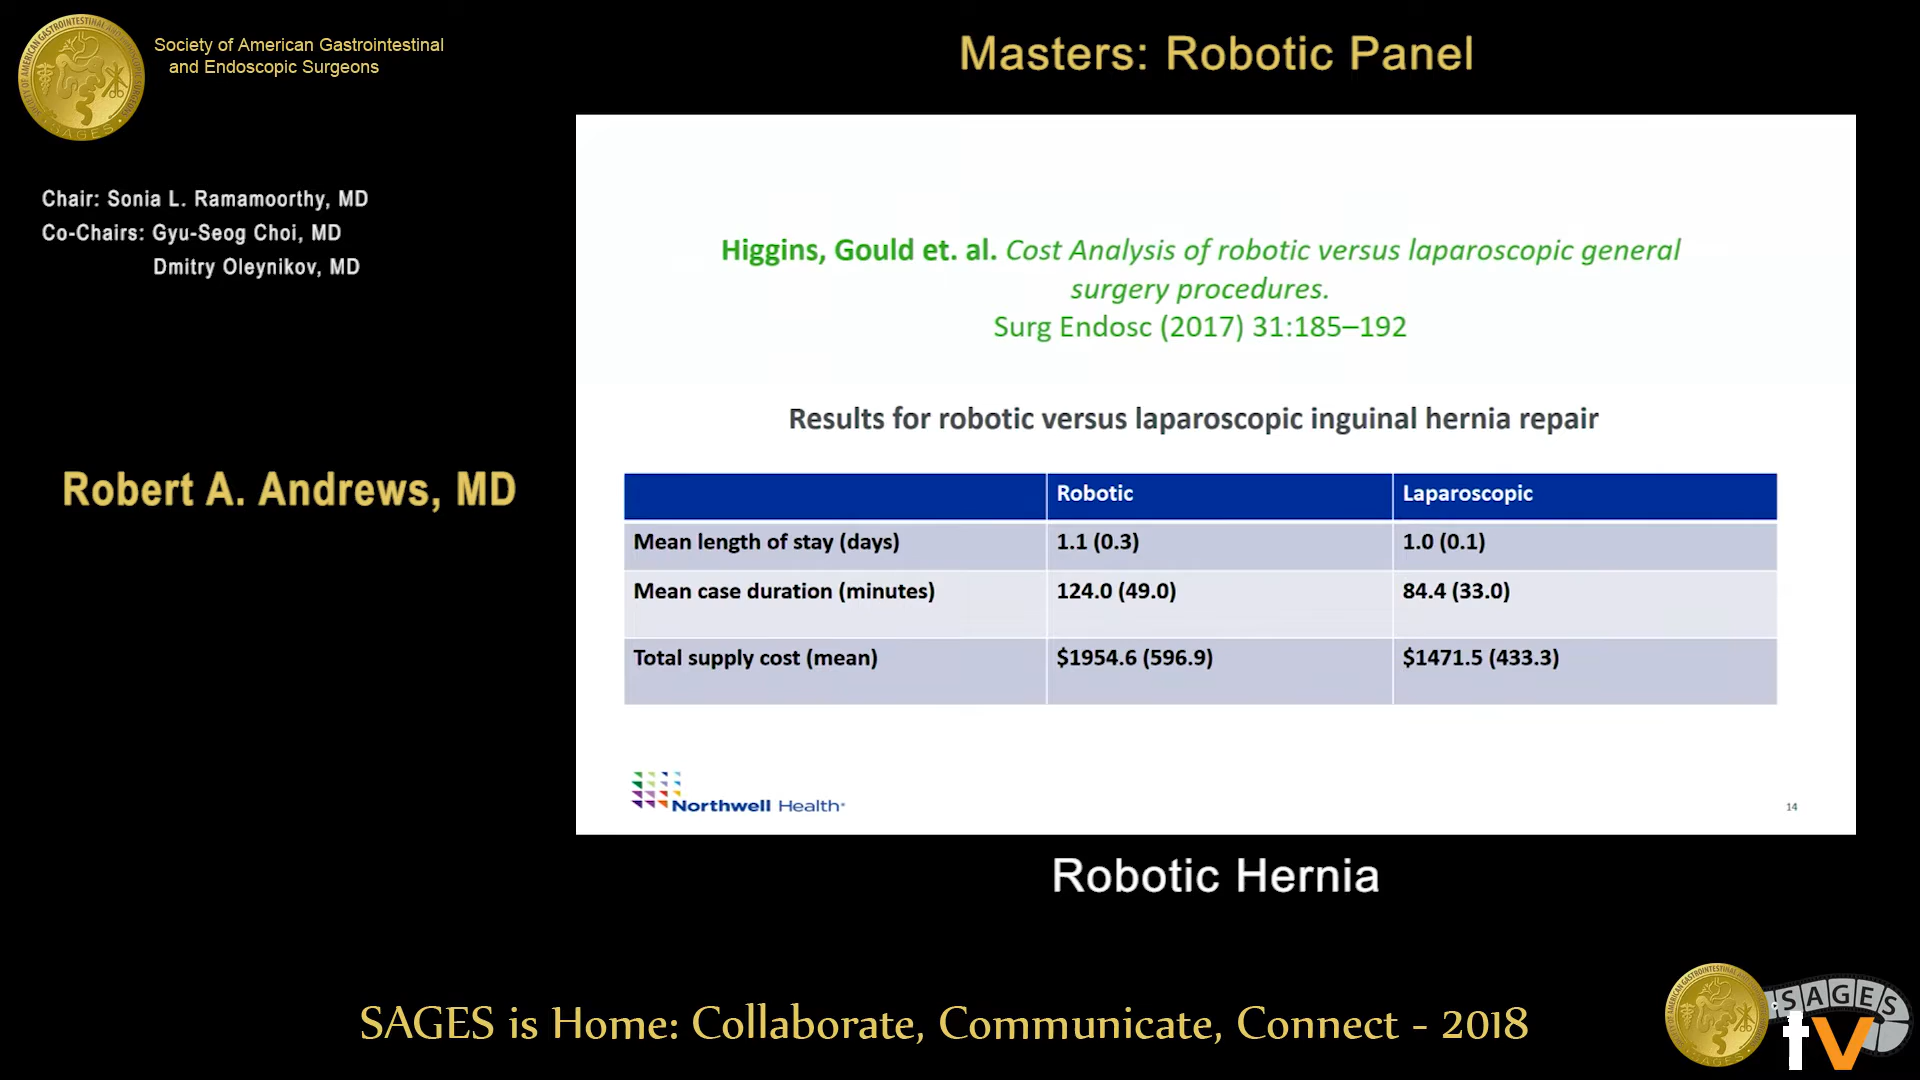 Society of American Gastrointestinal
and Endoscopic Surgeons
Masters: Robotic Panel
Chair: Sonia L. Ramamoorthy, MD
Co-Chairs: Gyu-Seog Choi, MD
Dmitry Oleynikov, MD
Robert A. Andrews, MD
Higgins, Gould et. al. Cost Analysis of robotic versus laparoscopic general
surgery procedures.
Surg Endosc (2017) 31:185–192
Results for robotic versus laparoscopic inguinal hernia repair
Robotic Laparoscopic
Mean length of stay (days) 1.1 (0.3) 1.0 (0.1)
Mean case duration (minutes) 124.0 (49.0) 84.4 (33.0)
Total supply cost (mean) $1954.6 (596.9) $1471.5 (433.3)
Northwell Health
14
Robotic Hernia
SAGES is Home: Collaborate, Communicate, Connect - 2018
SAGES
tv